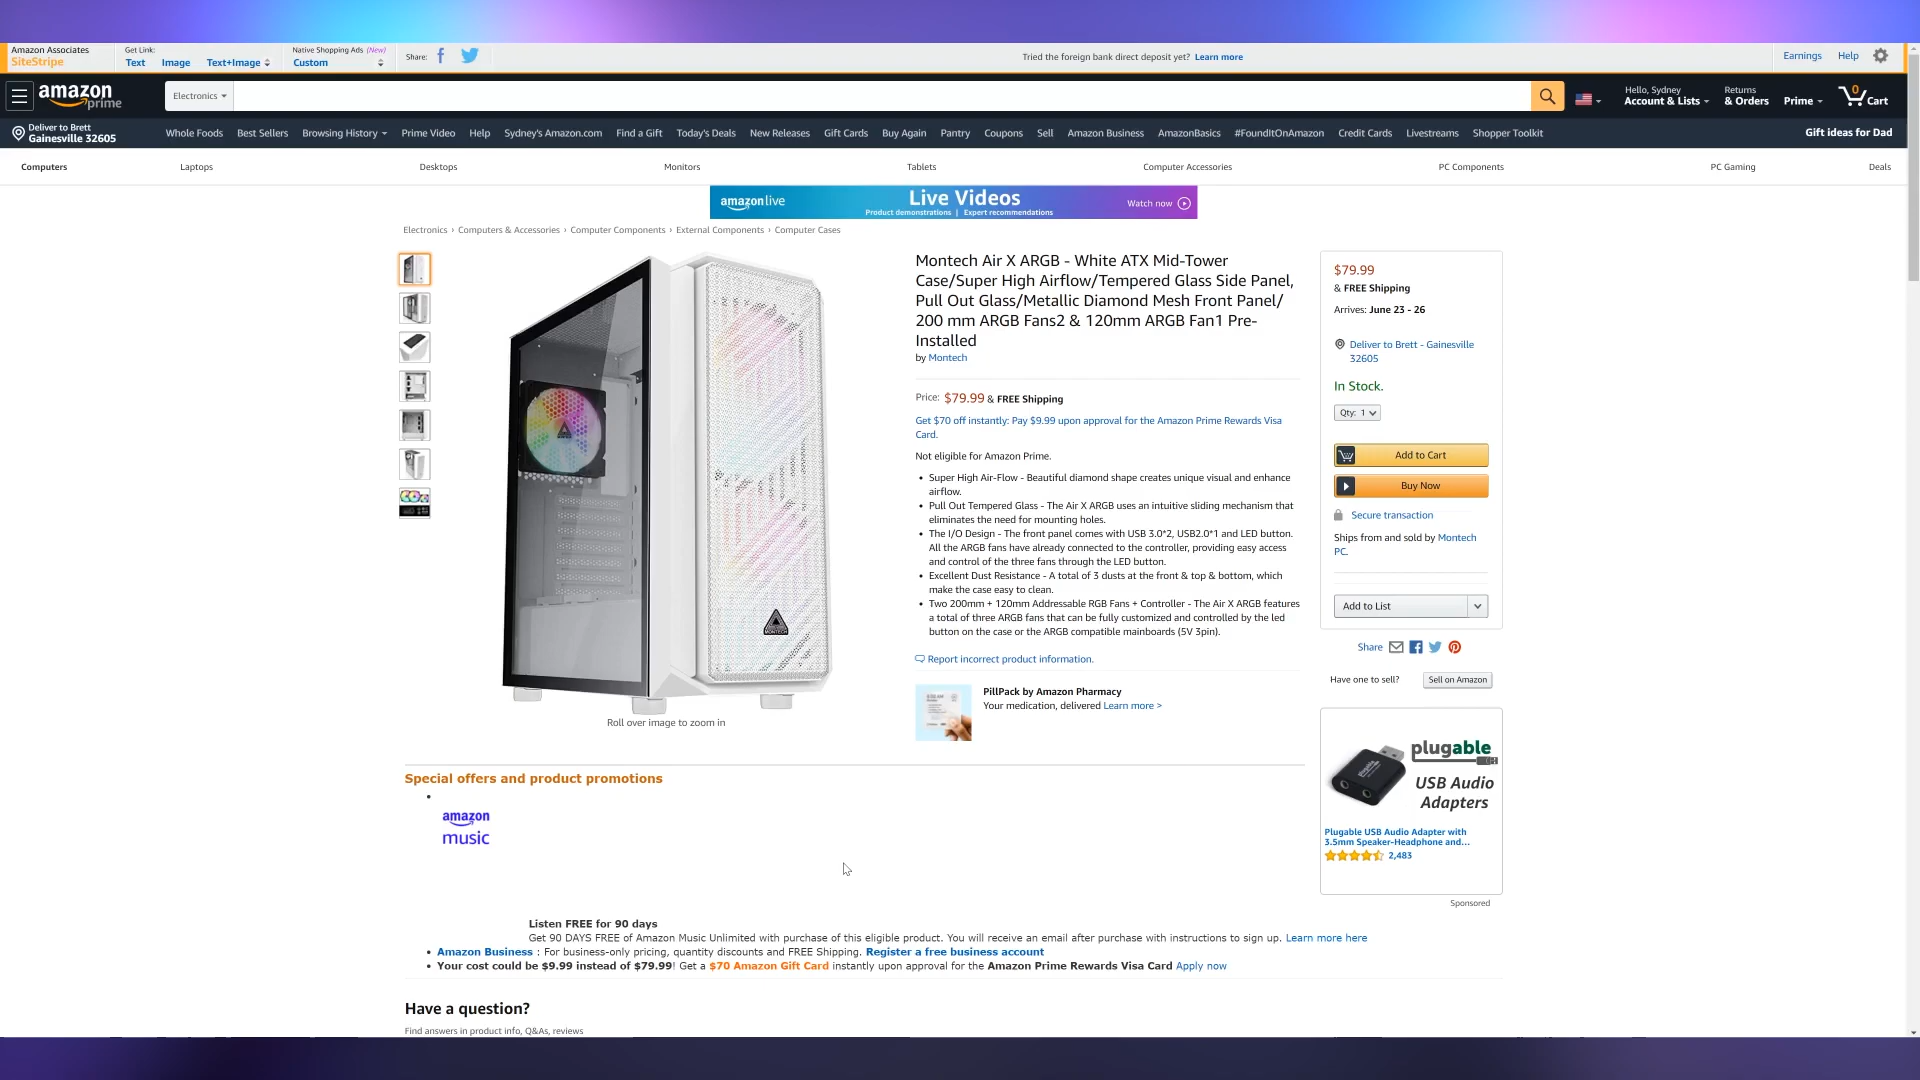 Amazon Associates
SiteStripe
Get Link:
Text Image Text+Image
Native Shopping Ads (New)
Custom
Share:
Tried the foreign bank direct deposit yet? Learn more
Earnings Help
amazon
prime
Electronics
Hello, Sydney
Account & Lists
Returns
& Orders
Prime
0
Cart
Deliver to Brett
Gainesville 32605
Whole Foods Best Sellers Browsing History Prime Video Help Sydney's Amazon.com Find a Gift Today's Deals New Releases Gift Cards Buy Again Pantry Coupons Sell Amazon Business AmazonBasics #FoundItOnAmazon Credit Cards Livestreams Shopper Toolkit
Gift ideas for Dad
Computers Laptops Desktops Monitors Tablets Computer Accessories PC Components PC Gaming Deals
amazonlive
Live Videos
Product demonstrations | Expert recommendations
Watch now
Electronics › Computers & Accessories › Computer Components › External Components › Computer Cases
MONTECH
Roll over image to zoom in
Montech Air X ARGB - White ATX Mid-Tower
Case/Super High Airflow/Tempered Glass Side Panel,
Pull Out Glass/Metallic Diamond Mesh Front Panel/
200 mm ARGB Fans2 & 120mm ARGB Fan1 Pre-
Installed
by Montech
Price: $79.99 & FREE Shipping
Get $70 off instantly: Pay $9.99 upon approval for the Amazon Prime Rewards Visa
Card.
Not eligible for Amazon Prime.
• Super High Air-Flow - Beautiful diamond shape creates unique visual and enhance
airflow.
• Pull Out Tempered Glass - The Air X ARGB uses an intuitive sliding mechanism that
eliminates the need for mounting holes.
• The I/O Design - The front panel comes with USB 3.0*2, USB2.0*1 and LED button.
All the ARGB fans have already connected to the controller, providing easy access
and control of the three fans through the LED button.
• Excellent Dust Resistance - A total of 3 dusts at the front & top & bottom, which
make the case easy to clean.
• Two 200mm + 120mm Addressable RGB Fans + Controller - The Air X ARGB features
a total of three ARGB fans that can be fully customized and controlled by the led
button on the case or the ARGB compatible mainboards (5V 3pin).
Report incorrect product information.
PillPack by Amazon Pharmacy
Your medication, delivered Learn more >
$79.99
& FREE Shipping
Arrives: June 23 - 26
Deliver to Brett - Gainesville
32605
In Stock.
Qty: 1
Add to Cart
Buy Now
Secure transaction
Ships from and sold by Montech
PC.
Add to List
Share
Have one to sell? Sell on Amazon
plugable
USB Audio
Adapters
Plugable USB Audio Adapter with
3.5mm Speaker-Headphone and...
2,483
Sponsored
Special offers and product promotions
•
amazon
music
Listen FREE for 90 days
Get 90 DAYS FREE of Amazon Music Unlimited with purchase of this eligible product. You will receive an email after purchase with instructions to sign up. Learn more here
• Amazon Business : For business-only pricing, quantity discounts and FREE Shipping. Register a free business account
• Your cost could be $9.99 instead of $79.99! Get a $70 Amazon Gift Card instantly upon approval for the Amazon Prime Rewards Visa Card Apply now
Have a question?
Find answers in product info, Q&As, reviews